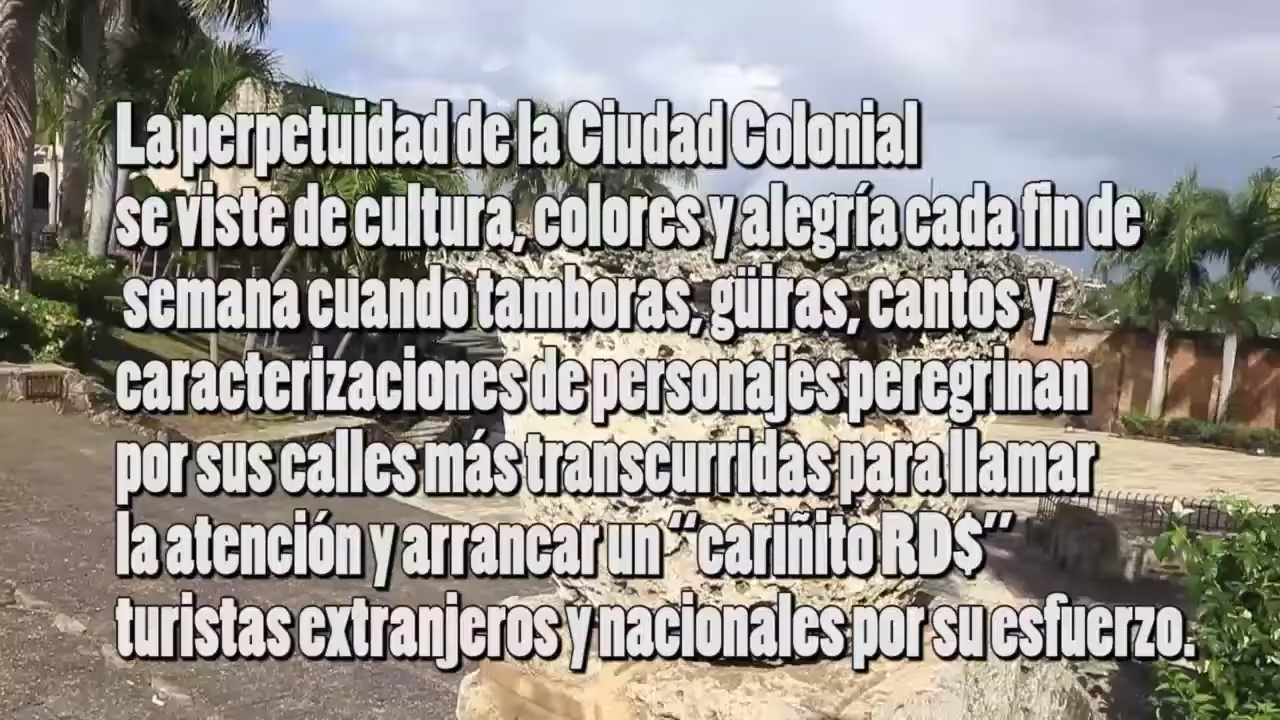 La perpetuidad de la Ciudad Colonial
se viste de cultura, colores y alegría cada fin de
semana cuando tamboras, güiras, cantos y
caracterizaciones de personajes peregrinan
por sus calles más transcurridas para llamar
la atención y arrancar un “cariñito RD$”
turistas extranjeros y nacionales por su esfuerzo.